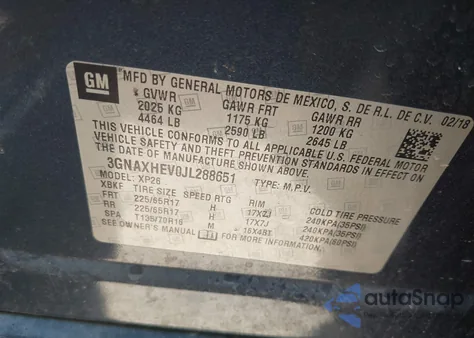 GM
MFD BY GENERAL MOTORS DE MEXICO, S. DE R.L. DE C.V. 02/18
GVWR GAWR FRT GAWR RR
2025 KG 1175 KG 1200 KG
4464 LB 2590 LB 2645 LB
THIS VEHICLE CONFORMS TO ALL APPLICABLE U.S. FEDERAL MOTOR
VEHICLE SAFETY AND THEFT PREVENTION STANDARDS IN EFFECT
ON THE DATE OF MANUFACTURE SHOWN ABOVE.
3GNAXHEV0JL288651 TYPE: M.P.V.
MODEL: XP26
XBKF TIRE SIZE SPEED RTG RIM COLD TIRE PRESSURE
FRT 225/65R17 17X7J 240KPA(35PSI)
RR 225/65R17 17X7J 240KPA(35PSI)
SPA T135/70R16 M 16X4BT 420KPA(60PSI)
SEE OWNER'S MANUAL FOR MORE INFORMATION.
autoSnap